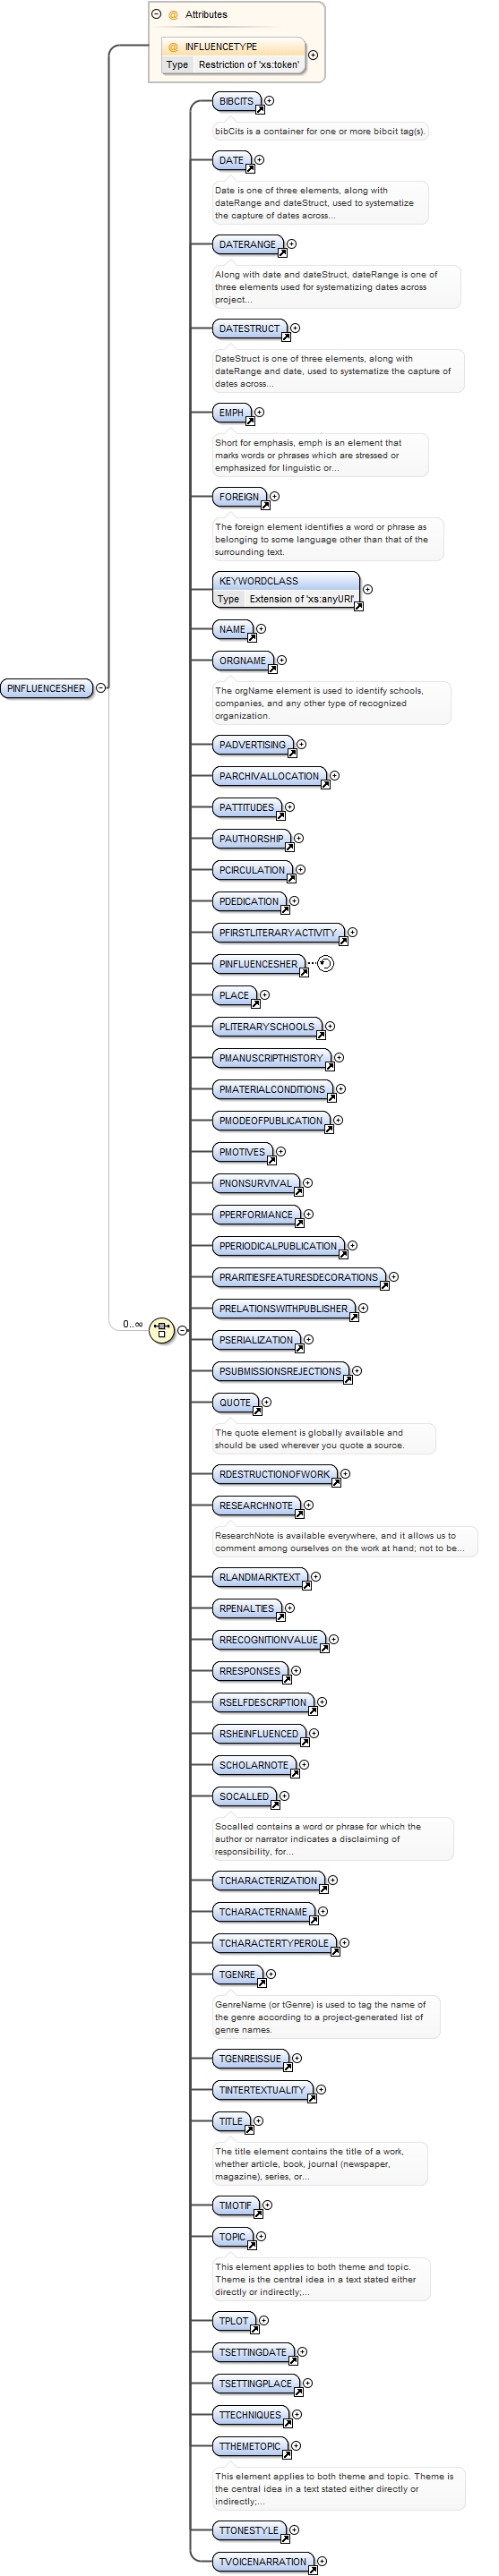 Attributes
@ INFLUENCETYPE
Type Restriction of 'xs:token'
BIBCITS
bibCits is a container for one or more bibcit tag(s).
DATE
Date is one of three elements, along with
dateRange and dateStruct, used to systematize
the capture of dates across...
DATERANGE
Along with date and dateStruct, dateRange is one of
three elements used for systematizing dates across
project...
DATESTRUCT
DateStruct is one of three elements, along with
dateRange and date, used to systematize the capture of
dates across...
EMPH
Short for emphasis, emph is an element that
marks words or phrases which are stressed or
emphasized for linguistic or...
FOREIGN
The foreign element identifies a word or phrase as
belonging to some language other than that of the
surrounding text.
KEYWORDCLASS
Type Extension of 'xs:anyURI'
NAME
ORGNAME
The orgName element is used to identify schools,
companies, and any other type of recognized
organization.
PINFLUENCESHER
PADVERTISING
PARCHIVALLOCATION
PATTITUDES
PAUTHORSHIP
PCIRCULATION
PDEDICATION
PFIRSTLITERARYACTIVITY
PINFLUENCESHER
PLACE
PLITERARYSCHOOLS
PMANUSCRIPTHISTORY
PMATERIALCONDITIONS
PMODEOFPUBLICATION
PMOTIVES
PNONSURVIVAL
PPERFORMANCE
PPERIODICALPUBLICATION
PRARITIESFEATURESDECORATIONS
PRELATIONSWITHPUBLISHER
0..∞
PSERIALIZATION
PSUBMISSIONSREJECTIONS
QUOTE
The quote element is globally available and
should be used wherever you quote a source.
RDESTRUCTIONOFWORK
RESEARCHNOTE
ResearchNote is available everywhere, and it allows us to
comment among ourselves on the work at hand; not to be...
RLANDMARKTEXT
RPENALTIES
RRECOGNITIONVALUE
RRESPONSES
RSELFDESCRIPTION
RSHEINFLUENCED
SCHOLARNOTE
SOCALLED
Socalled contains a word or phrase for which the
author or narrator indicates a disclaiming of
responsibility, for...
TCHARACTERIZATION
TCHARACTERNAME
TCHARACTERTYPEROLE
TGENRE
GenreName (or tGenre) is used to tag the name of
the genre according to a project-generated list of
genre names.
TGENREISSUE
TINTERTEXTUALITY
TITLE
The title element contains the title of a work,
whether article, book, journal (newspaper,
magazine), series, or...
TMOTIF
TOPIC
This element applies to both theme and topic.
Theme is the central idea in a text stated either
directly or indirectly;...
TPLOT
TSETTINGDATE
TSETTINGPLACE
TTECHNIQUES
TTHEMETOPIC
This element applies to both theme and topic. Theme is
the central idea in a text stated either directly or
indirectly;...
TTONESTYLE
TVOICENARRATION